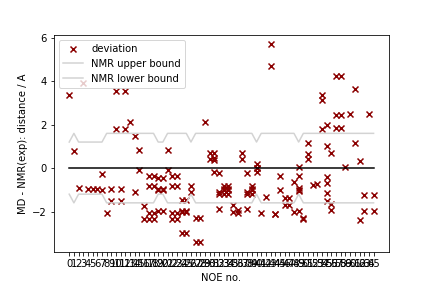 deviation
NMR upper bound
NMR lower bound
MD - NMR(exp): distance / A
6
4
2
0
−2
NOE no.